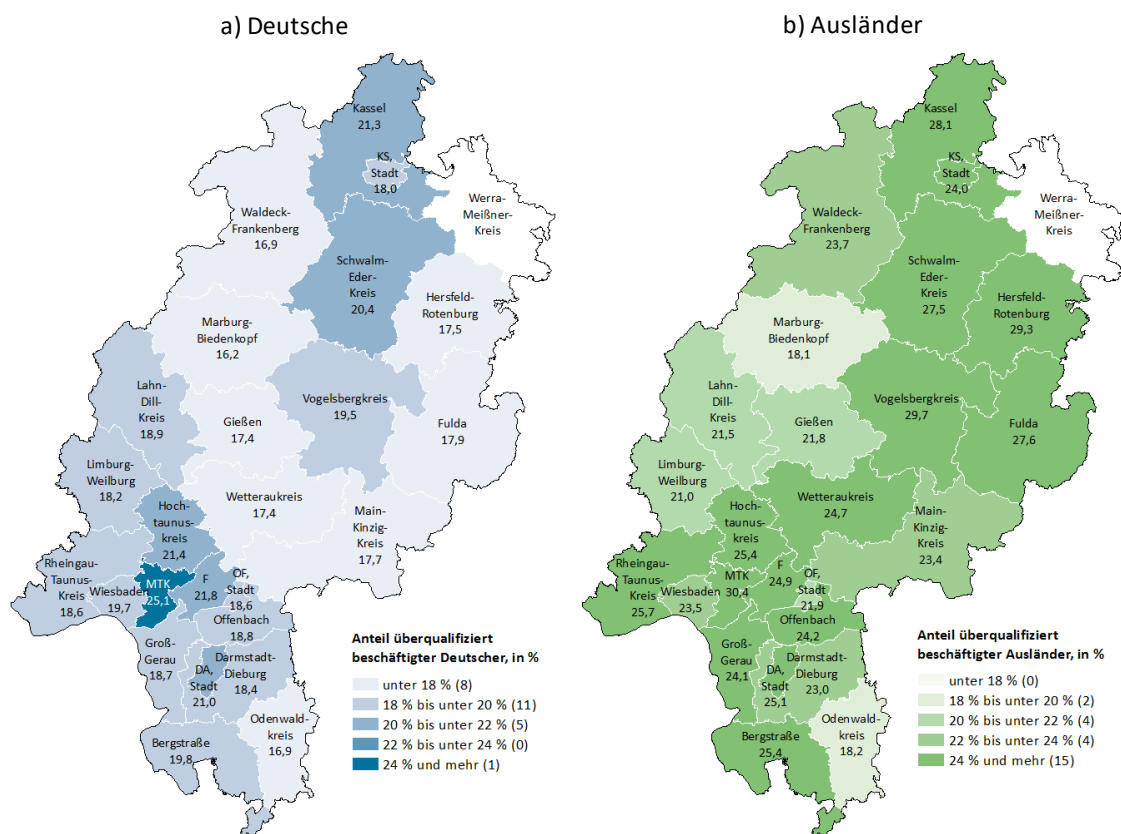 a) Deutsche
Kassel
21,3
KS,
Stadt
18,0
Werra-
Meißner-
Kreis
Waldeck-
Frankenberg
16,9
Schwalm-
Eder-
Kreis
20,4
Hersfeld-
Rotenburg
17,5
Marburg-
Biedenkopf
16,2
Lahn-
Dill-
Kreis
18,9
Vogelsbergkreis
19,5
Gießen
17,4
Fulda
17,9
Limburg-
Weilburg
18,2
Wetteraukreis
17,4
Hoch-
taunus-
kreis
21,4
Main-
Kinzig-
Kreis
17,7
Rheingau-
Taunus-
Kreis
18,6
Wiesbaden
19,7
MTK
25,1
F
21,8
OF,
Stadt
18,6
Offenbach
18,8
Groß-
Gerau
18,7
DA,
Stadt
21,0
Darmstadt-
Dieburg
18,4
Odenwald-
kreis
16,9
Bergstraße
19,8
Anteil überqualifiziert
beschäftigter Deutscher, in %
unter 18 % (8)
18 % bis unter 20 % (11)
20 % bis unter 22 % (5)
22 % bis unter 24 % (0)
24 % und mehr (1)
b) Ausländer
Kassel
28,1
KS,
Stadt
24,0
Werra-
Meißner-
Kreis
Waldeck-
Frankenberg
23,7
Schwalm-
Eder-
Kreis
27,5
Hersfeld-
Rotenburg
29,3
Marburg-
Biedenkopf
18,1
Lahn-
Dill-
Kreis
21,5
Vogelsbergkreis
29,7
Gießen
21,8
Fulda
27,6
Limburg-
Weilburg
21,0
Wetteraukreis
24,7
Hoch-
taunus-
kreis
25,4
Main-
Kinzig-
Kreis
23,4
Rheingau-
Taunus-
Kreis
25,7
Wiesbaden
23,5
MTK
30,4
F
24,9
OF,
Stadt
21,9
Offenbach
24,2
Groß-
Gerau
24,1
DA,
Stadt
25,1
Darmstadt-
Dieburg
23,0
Odenwald-
kreis
18,2
Bergstraße
25,4
Anteil überqualifiziert
beschäftigter Ausländer, in %
unter 18 % (0)
18 % bis unter 20 % (2)
20 % bis unter 22 % (4)
22 % bis unter 24 % (4)
24 % und mehr (15)